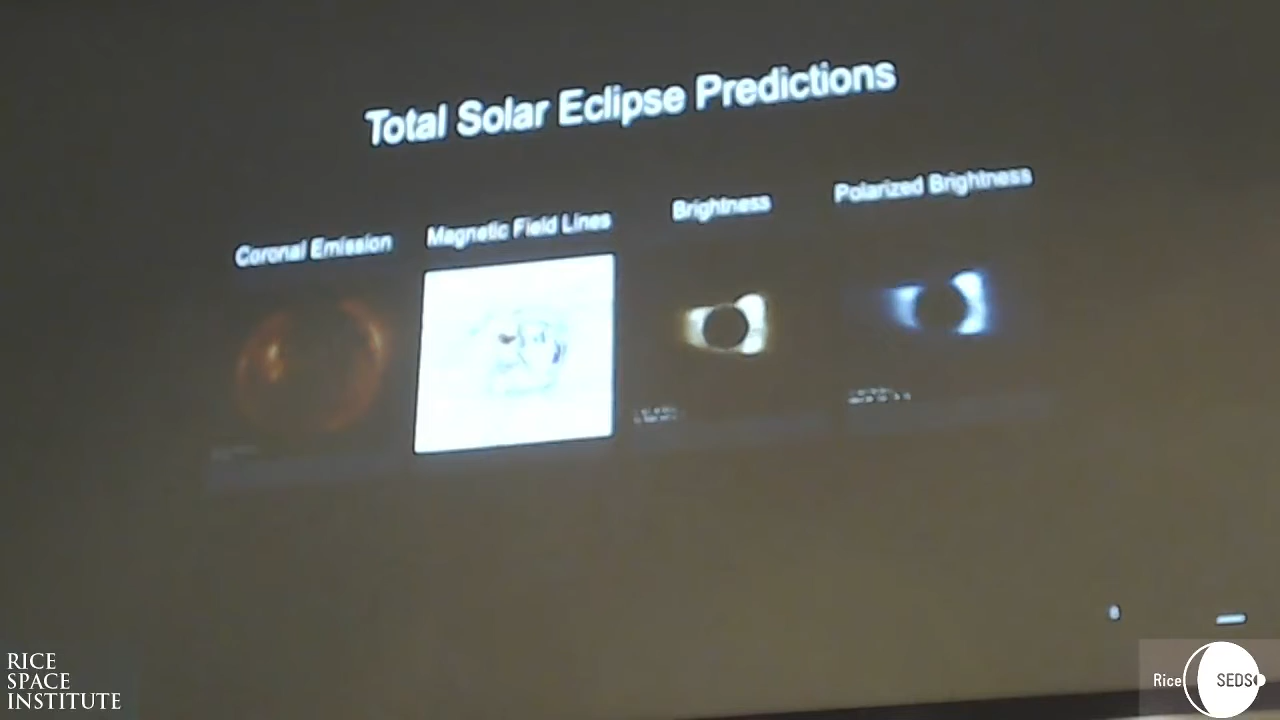 Total Solar Eclipse Predictions
Coronal Emission
Magnetic Field Lines
Brightness
Polarized Brightness
RICE
SPACE
INSTITUTE
Rice SEDS